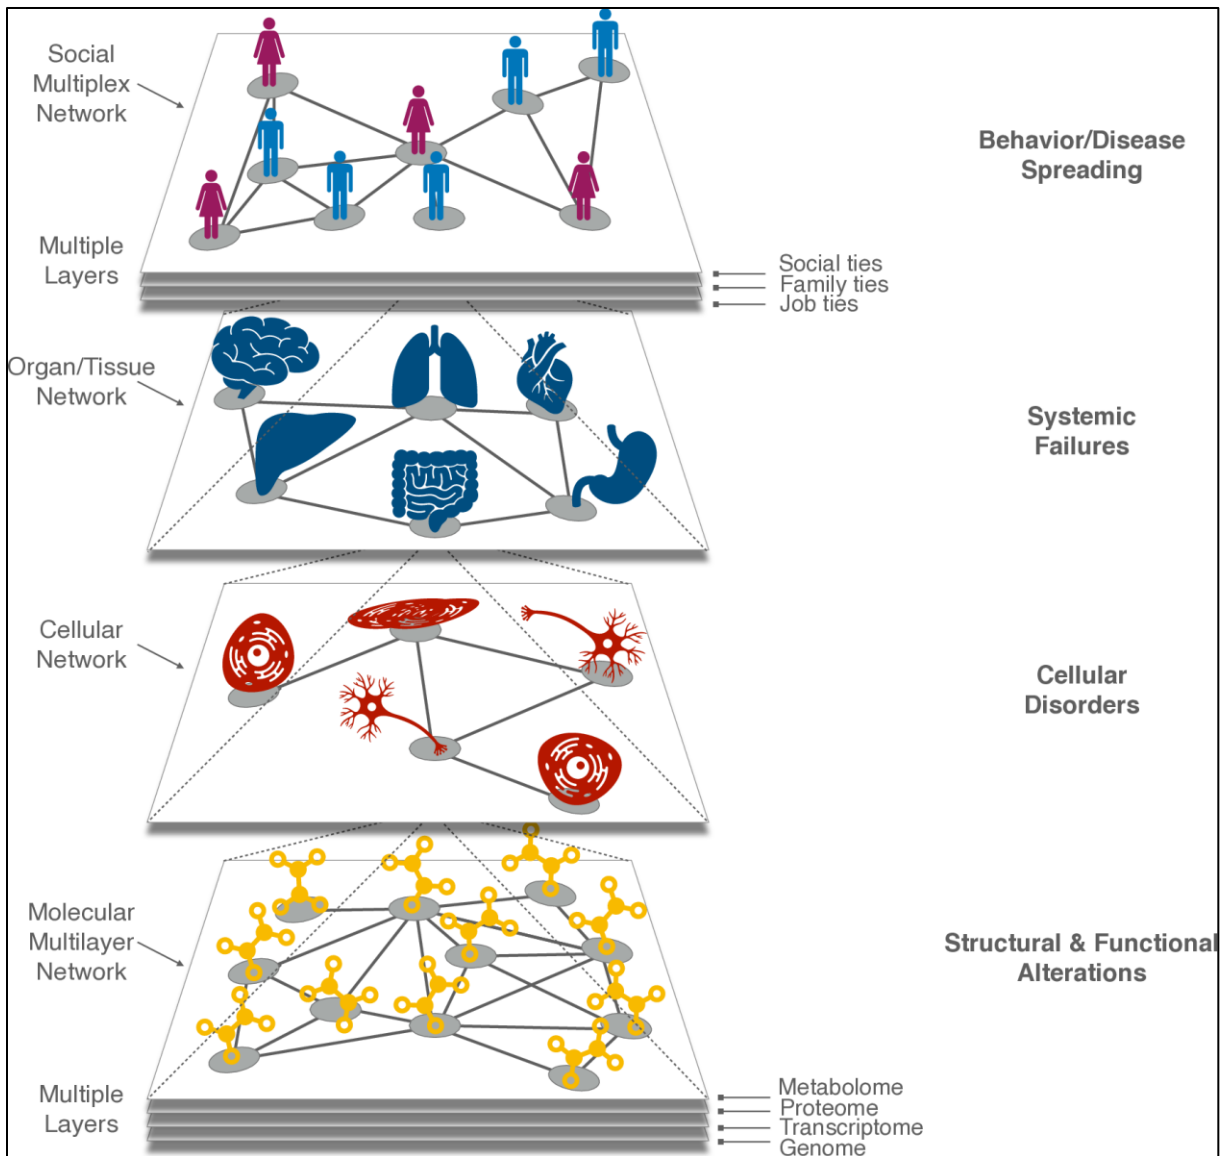 Social
Multiplex
Network
Behavior/Disease
Spreading
Multiple
Layers
Social ties
Family ties
Job ties
Organ/Tissue
Network
Systemic
Failures
Cellular
Network
Cellular
Disorders
Molecular
Multilayer
Network
Structural & Functional
Alterations
Multiple
Layers
Metabolome
Proteome
Transcriptome
Genome